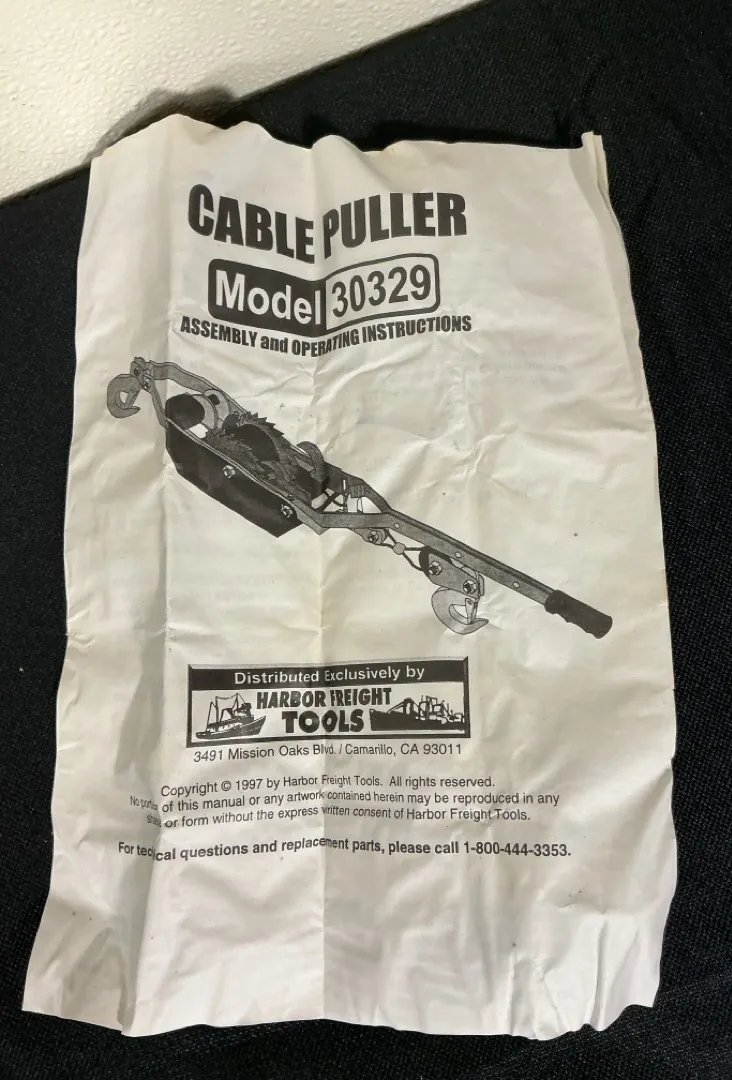 CABLE PULLER
Model 30329
ASSEMBLY and OPERATING INSTRUCTIONS
Distributed Exclusively by
HARBOR FREIGHT
TOOLS
3491 Mission Oaks Blvd. / Camarillo, CA 93011
Copyright © 1997 by Harbor Freight Tools. All rights reserved.
No portion of this manual or any artwork contained herein may be reproduced in any
shape or form without the express written consent of Harbor Freight Tools.
For technical questions and replacement parts, please call 1-800-444-3353.